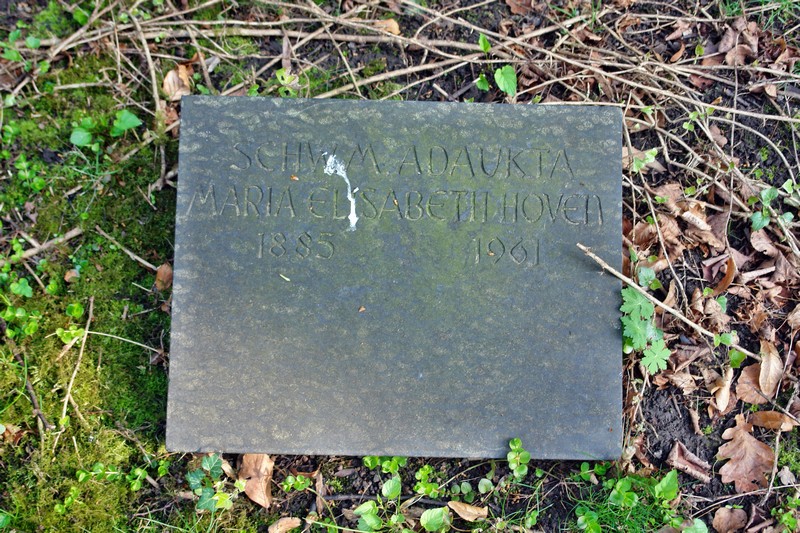 SCHW. M. ADAUKTA
MARIA ELISABETH HOVEN
1885 1961